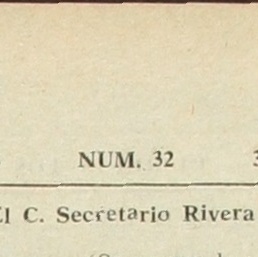 NUM. 32
El C. Secretario Rivera